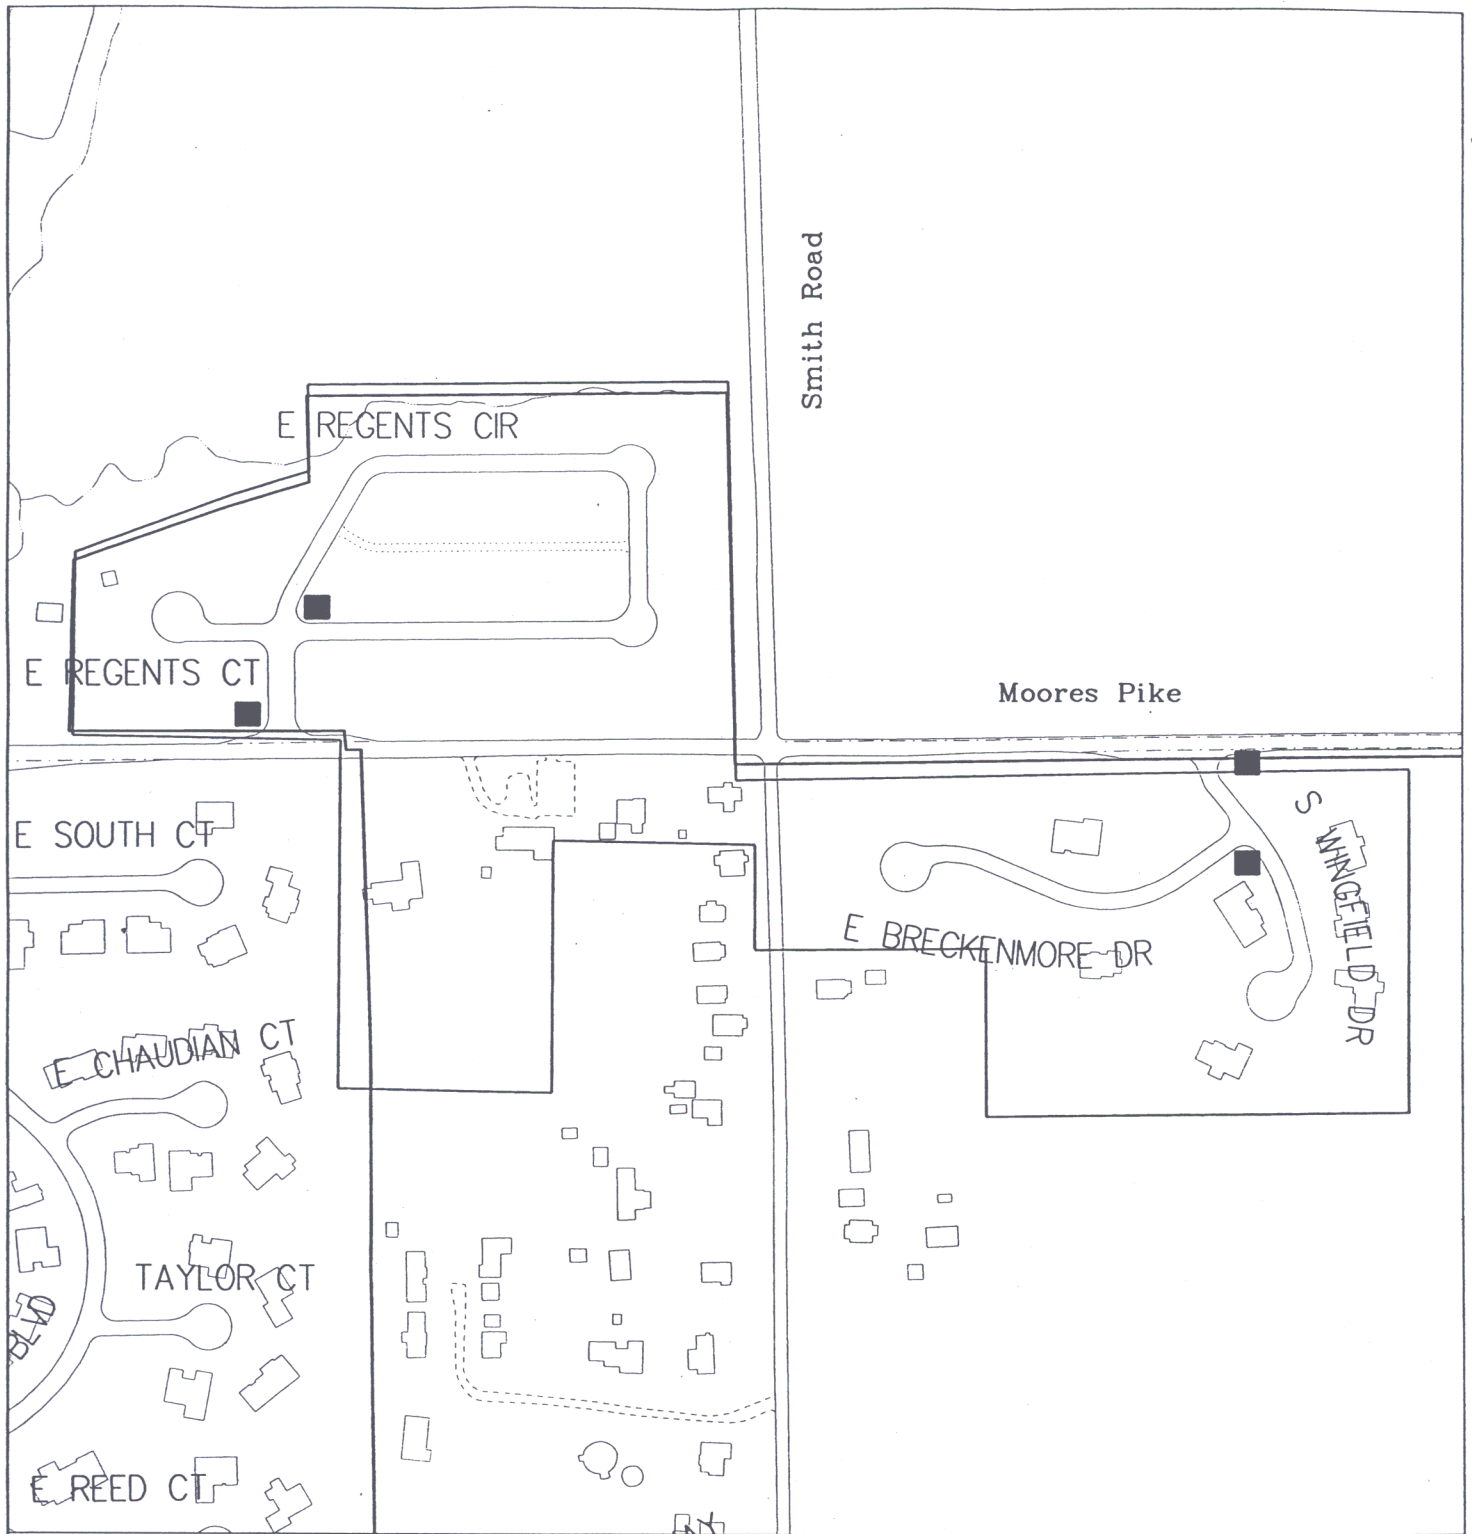 Smith Road
E REGENTS CIR
E REGENTS CT
Moores Pike
E SOUTH CT
S WINGFIELD DR
E BRECKENMORE DR
E CHAUDIAN CT
TAYLOR CT
BLVD
E REED CT